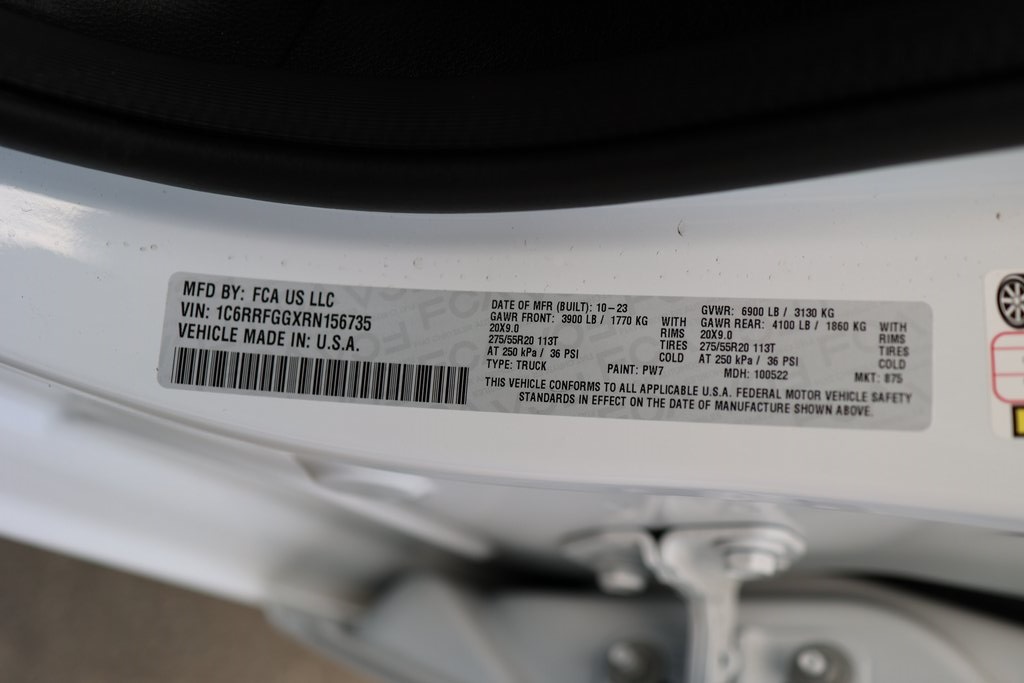 MFD BY: FCA US LLC
VIN: 1C6RRFGGXRN156735
VEHICLE MADE IN: U.S.A.
DATE OF MFR (BUILT): 10-23
GAWR FRONT: 3900 LB / 1770 KG WITH
20X9.0 RIMS
275/55R20 113T TIRES
AT 250 kPa / 36 PSI COLD
TYPE: TRUCK PAINT: PW7
GVWR: 6900 LB / 3130 KG
GAWR REAR: 4100 LB / 1860 KG WITH
20X9.0 RIMS
275/55R20 113T TIRES
AT 250 kPa / 36 PSI COLD
MDH: 100522 MKT: 875
THIS VEHICLE CONFORMS TO ALL APPLICABLE U.S.A. FEDERAL MOTOR VEHICLE SAFETY
STANDARDS IN EFFECT ON THE DATE OF MANUFACTURE SHOWN ABOVE.